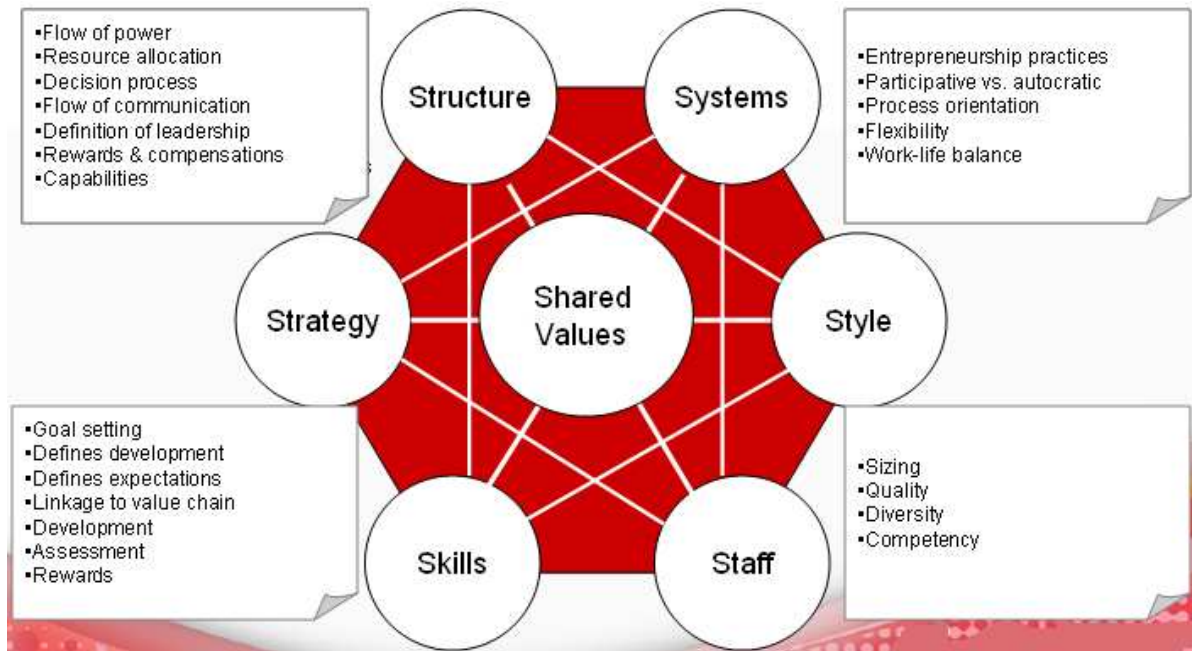 ▪Flow of power
▪Resource allocation
▪Decision process
▪Flow of communication
▪Definition of leadership
▪Rewards & compensations
▪Capabilities
s
Structure
Systems
▪Entrepreneurship practices
▪Participative vs. autocratic
▪Process orientation
▪Flexibility
▪Work-life balance
Strategy
Shared
Values
Style
▪Goal setting
▪Defines development
▪Defines expectations
▪Linkage to value chain
▪Development
▪Assessment
▪Rewards
Skills
Staff
▪Sizing
▪Quality
▪Diversity
▪Competency